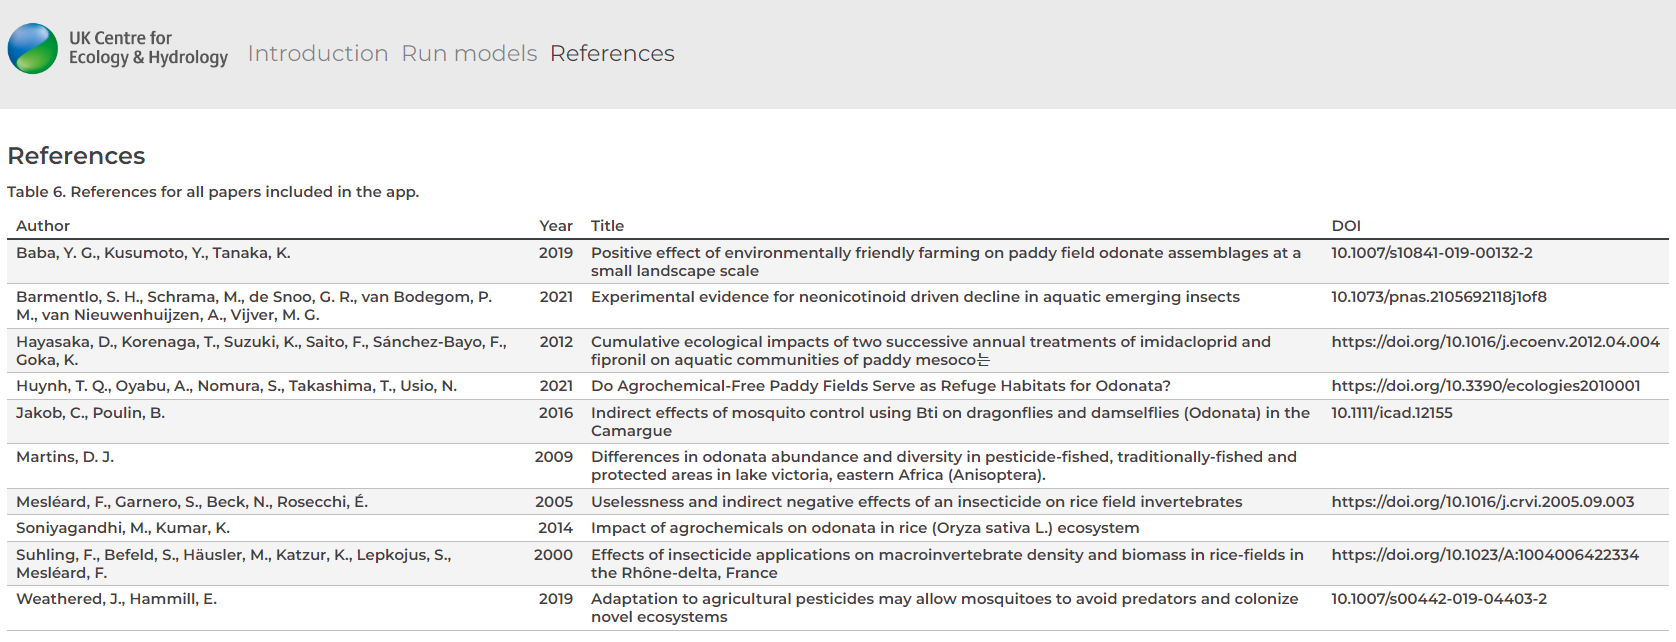 UK Centre for
Ecology & Hydrology
Introduction Run models References
References
Table 6. References for all papers included in the app.
Author Year Title DOI
Baba, Y. G., Kusumoto, Y., Tanaka, K. 2019 Positive effect of environmentally friendly farming on paddy field odonate assemblages at a 10.1007/s10841-019-00132-2
small landscape scale
Barmentlo, S. H., Schrama, M., de Snoo, G. R., van Bodegom, P. 2021 Experimental evidence for neonicotinoid driven decline in aquatic emerging insects 10.1073/pnas.2105692118j1of8
M., van Nieuwenhuijzen, A., Vijver, M. G.
Hayasaka, D., Korenaga, T., Suzuki, K., Saito, F., Sánchez-Bayo, F., 2012 Cumulative ecological impacts of two successive annual treatments of imidacloprid and https://doi.org/10.1016/j.ecoenv.2012.04.004
Goka, K. fipronil on aquatic communities of paddy mesoco는
Huynh, T. Q., Oyabu, A., Nomura, S., Takashima, T., Usio, N. 2021 Do Agrochemical-Free Paddy Fields Serve as Refuge Habitats for Odonata? https://doi.org/10.3390/ecologies2010001
Jakob, C., Poulin, B. 2016 Indirect effects of mosquito control using Bti on dragonflies and damselflies (Odonata) in the 10.1111/icad.12155
Camargue
Martins, D. J. 2009 Differences in odonata abundance and diversity in pesticide-fished, traditionally-fished and
protected areas in lake victoria, eastern Africa (Anisoptera).
Mesléard, F., Garnero, S., Beck, N., Rosecchi, É. 2005 Uselessness and indirect negative effects of an insecticide on rice field invertebrates https://doi.org/10.1016/j.crvi.2005.09.003
Soniyagandhi, M., Kumar, K. 2014 Impact of agrochemicals on odonata in rice (Oryza sativa L.) ecosystem
Suhling, F., Befeld, S., Häusler, M., Katzur, K., Lepkojus, S., 2000 Effects of insecticide applications on macroinvertebrate density and biomass in rice-fields in https://doi.org/10.1023/A:1004006422334
Mesléard, F. the Rhône-delta, France
Weathered, J., Hammill, E. 2019 Adaptation to agricultural pesticides may allow mosquitoes to avoid predators and colonize 10.1007/s00442-019-04403-2
novel ecosystems